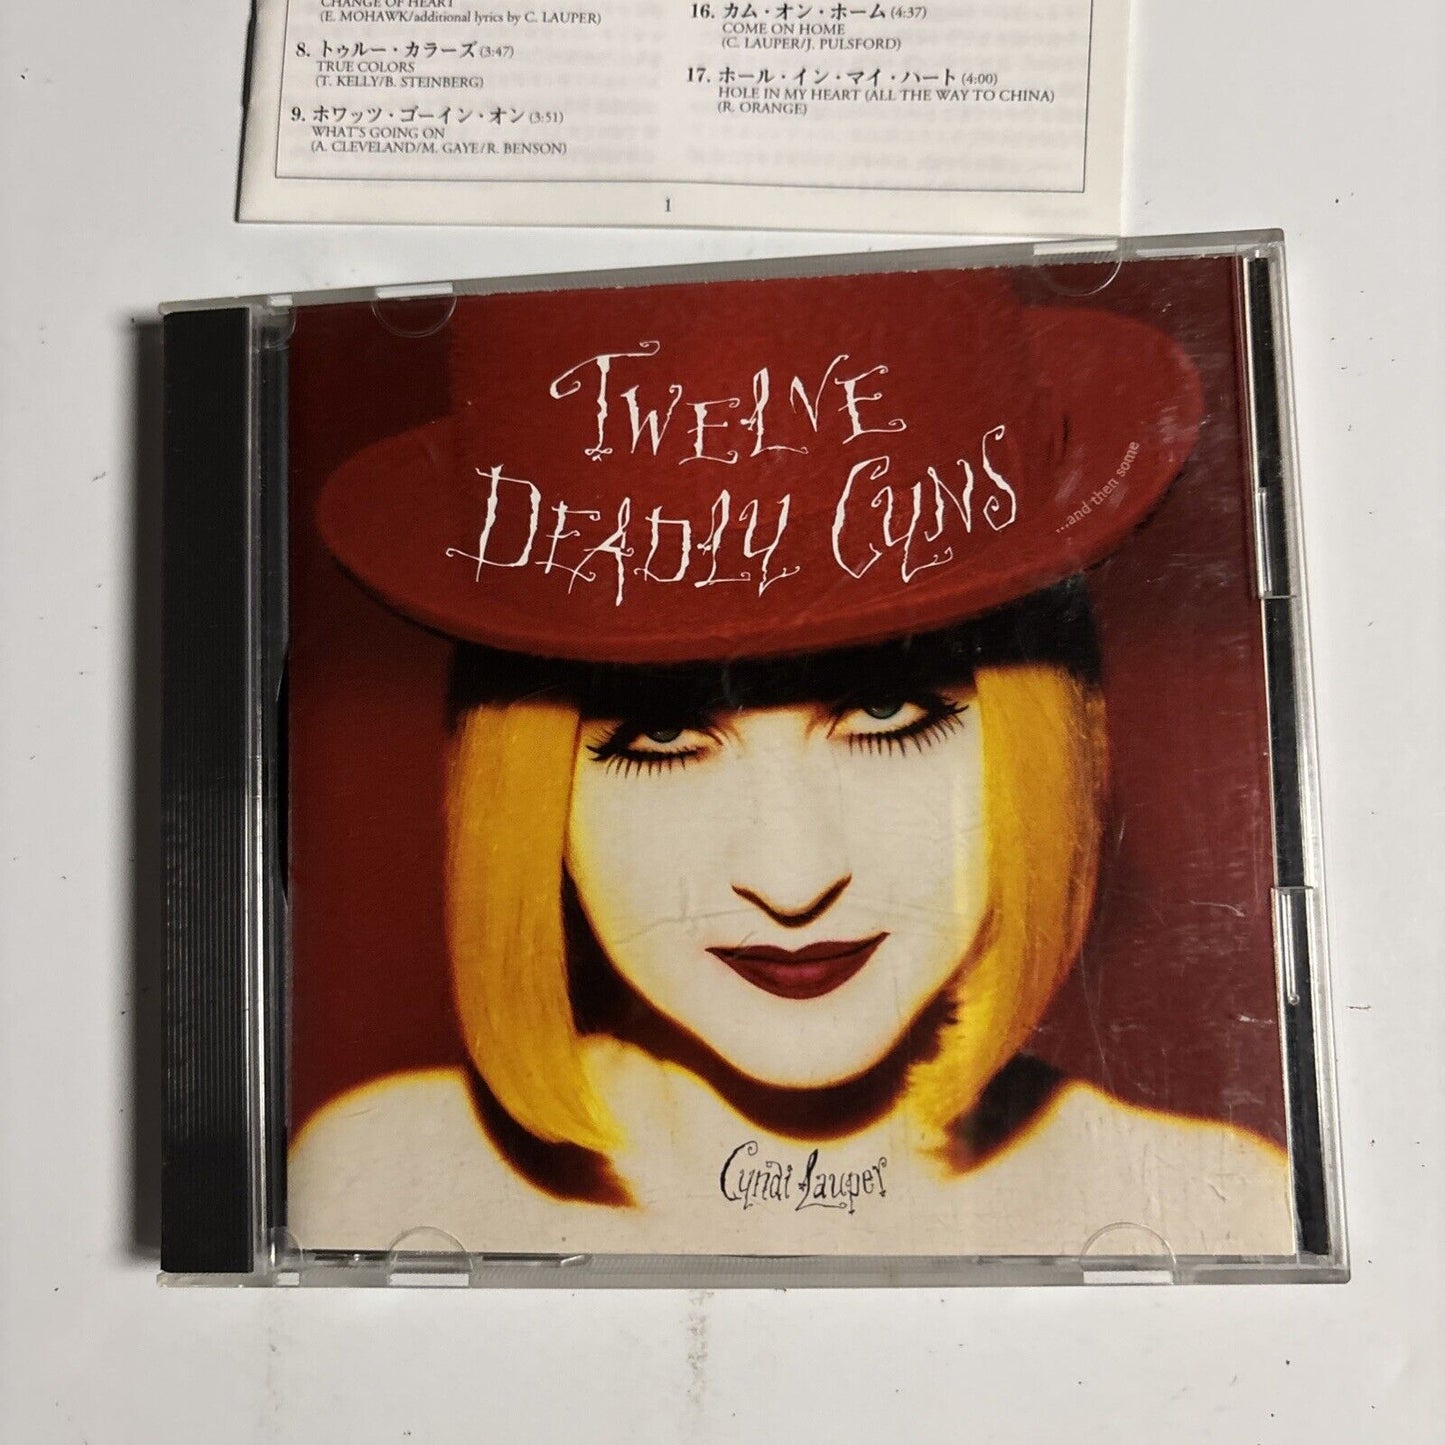 CHANGE OF HEART
(E. MOHAWK/additional lyrics by C. LAUPER)
8. トゥルー・カラーズ (3:47)
TRUE COLORS
(T. KELLY/B. STEINBERG)
9. ホワッツ・ゴーイン・オン (3:51)
WHAT'S GOING ON
(A. CLEVELAND/M. GAYE/R. BENSON)
16. カム・オン・ホーム (4:37)
COME ON HOME
(C. LAUPER/J. PULSFORD)
17. ホール・イン・マイ・ハート (4:00)
HOLE IN MY HEART (ALL THE WAY TO CHINA)
(R. ORANGE)
1
TWELVE
DEADLY CYNS
...and then some
Cyndi Lauper